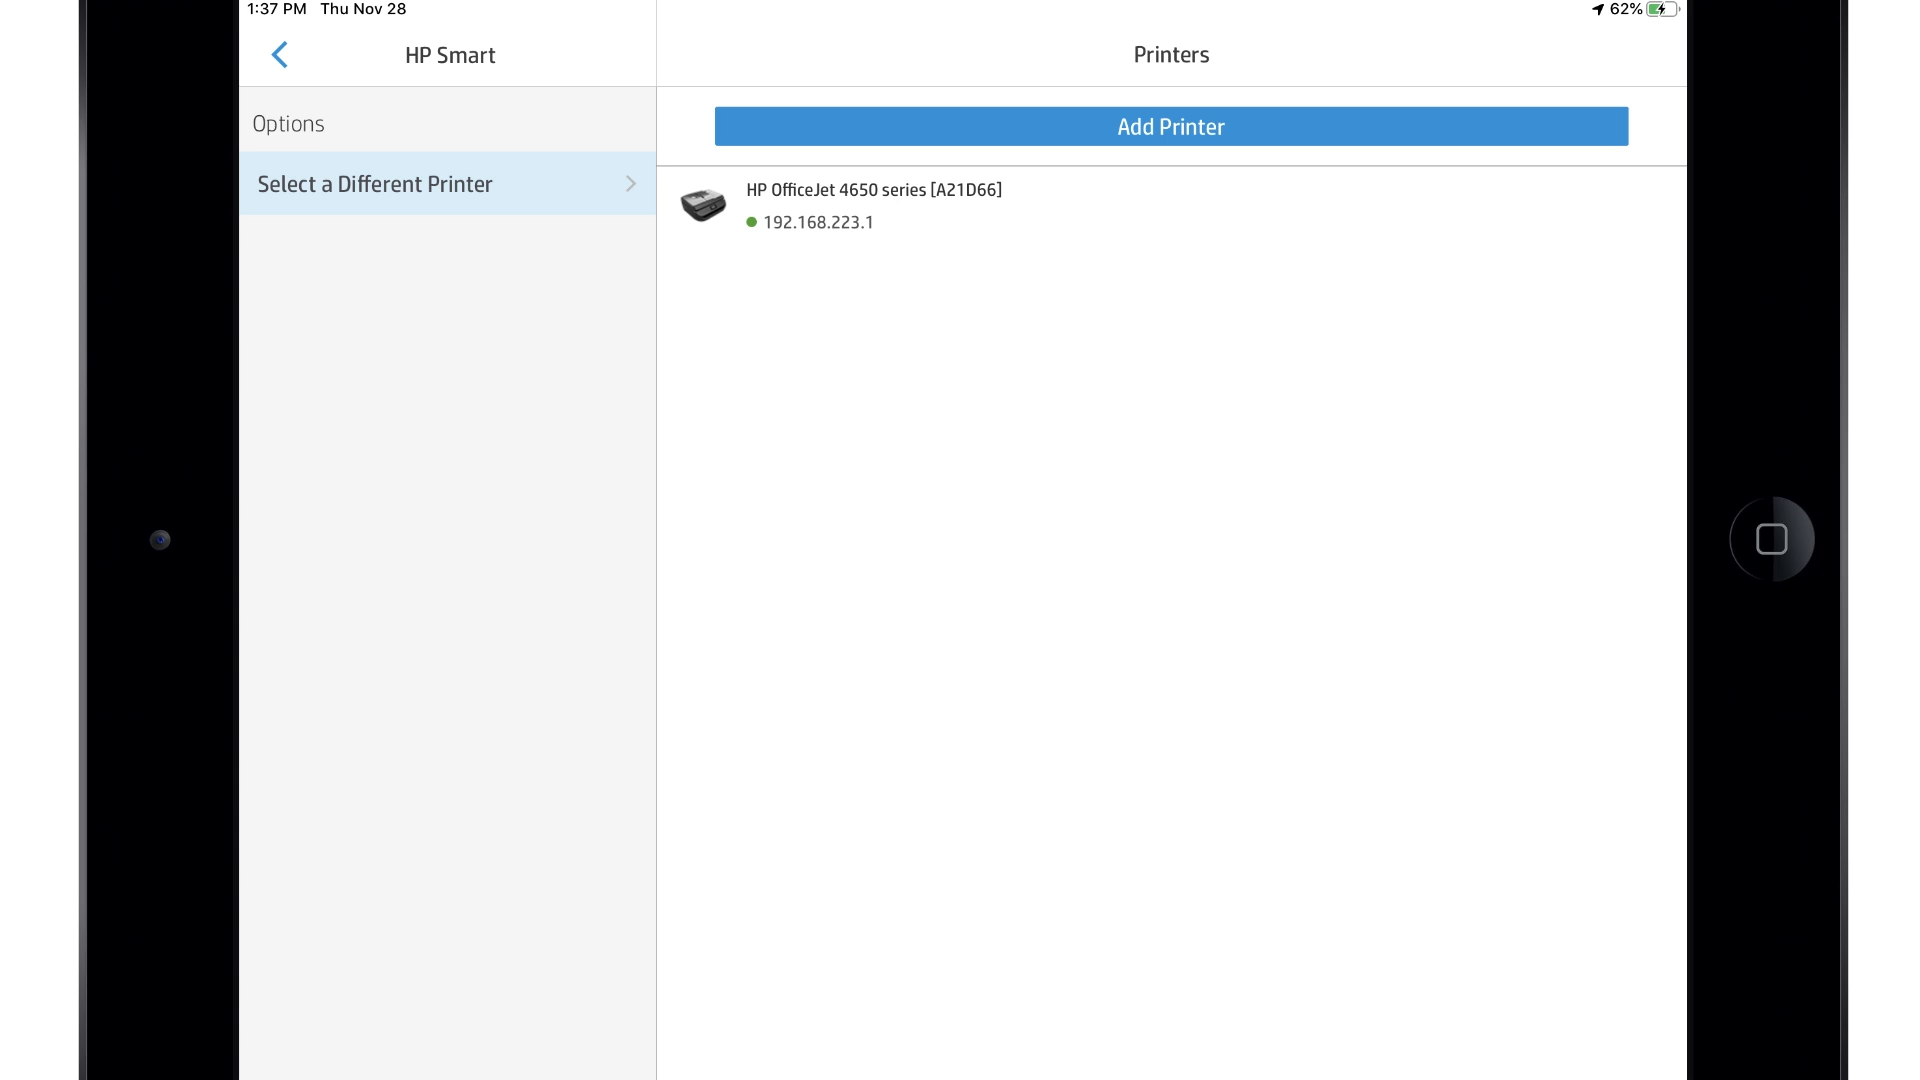 1:37 PM Thu Nov 28
62%
HP Smart
Printers
Options
Add Printer
Select a Different Printer
HP OfficeJet 4650 series [A21D66]
192.168.223.1